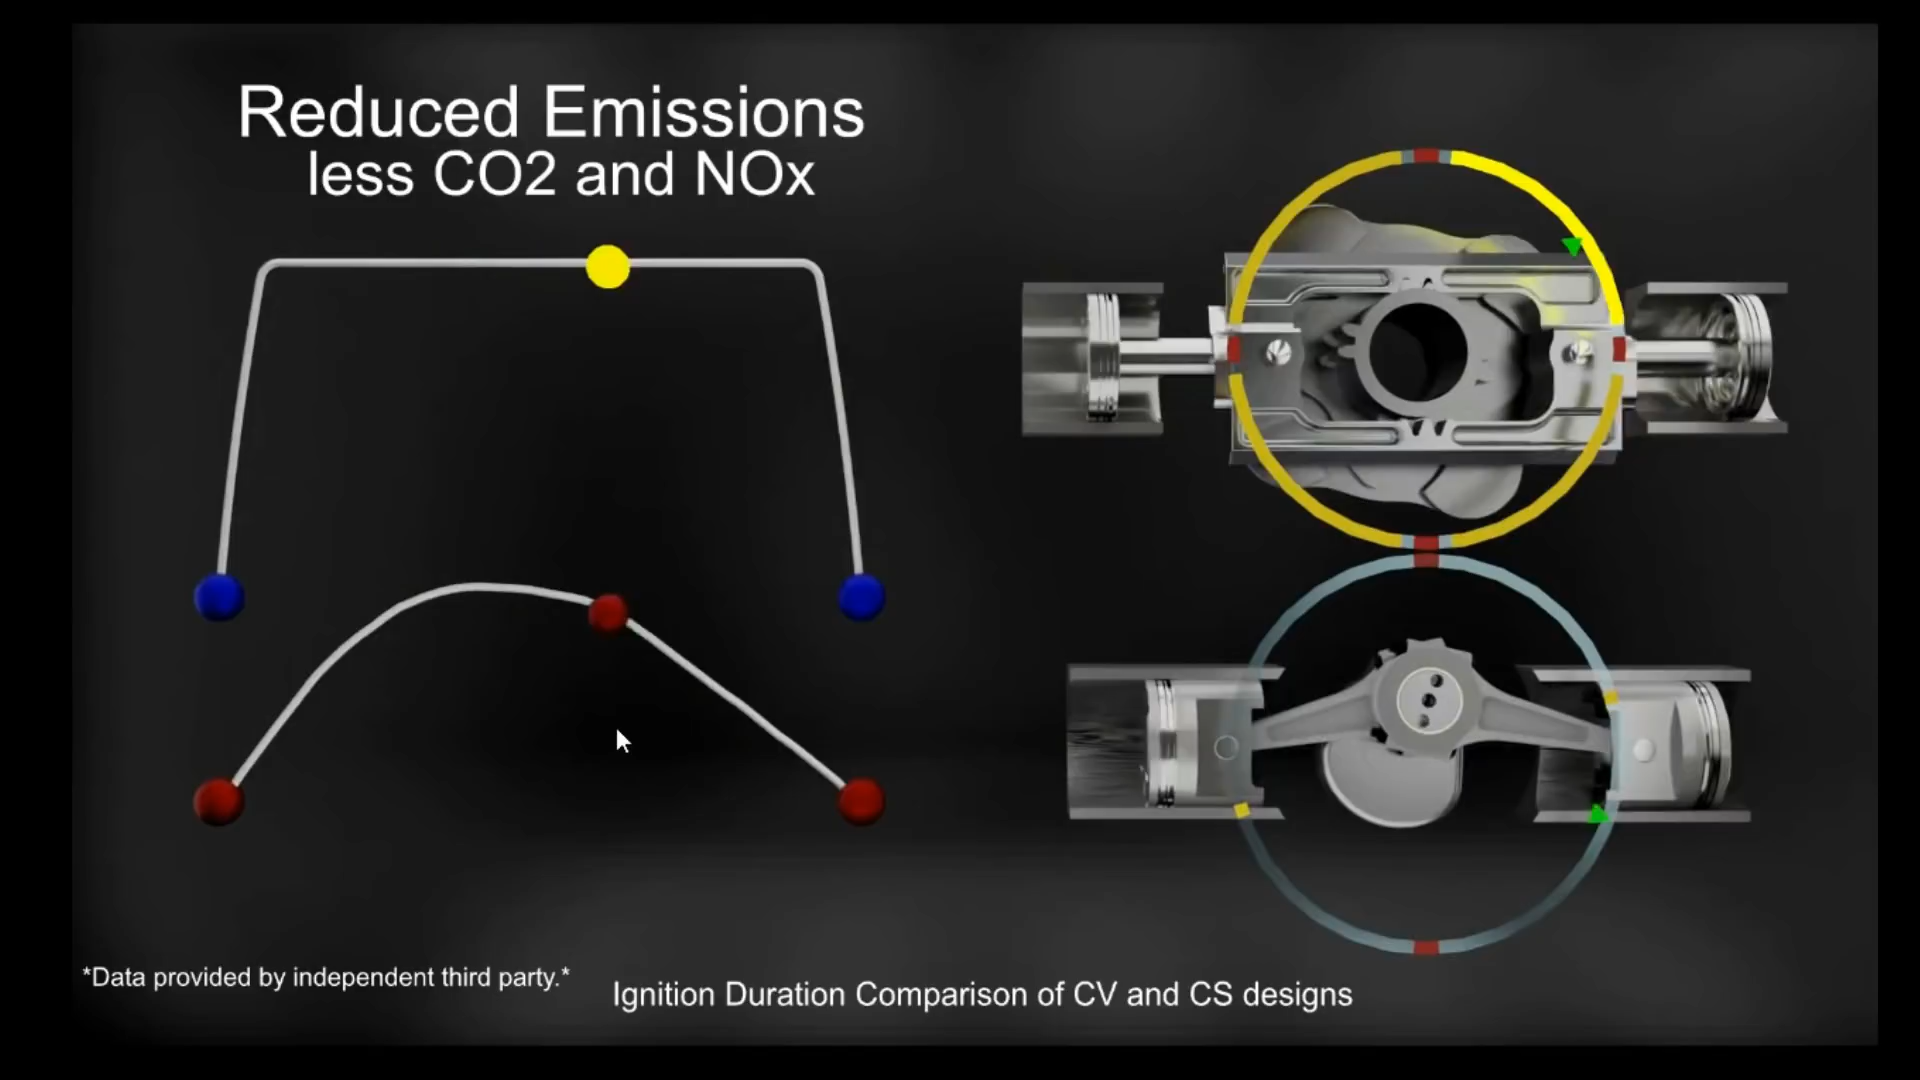 Reduced Emissions
less CO2 and NOx
*Data provided by independent third party.*
Ignition Duration Comparison of CV and CS designs